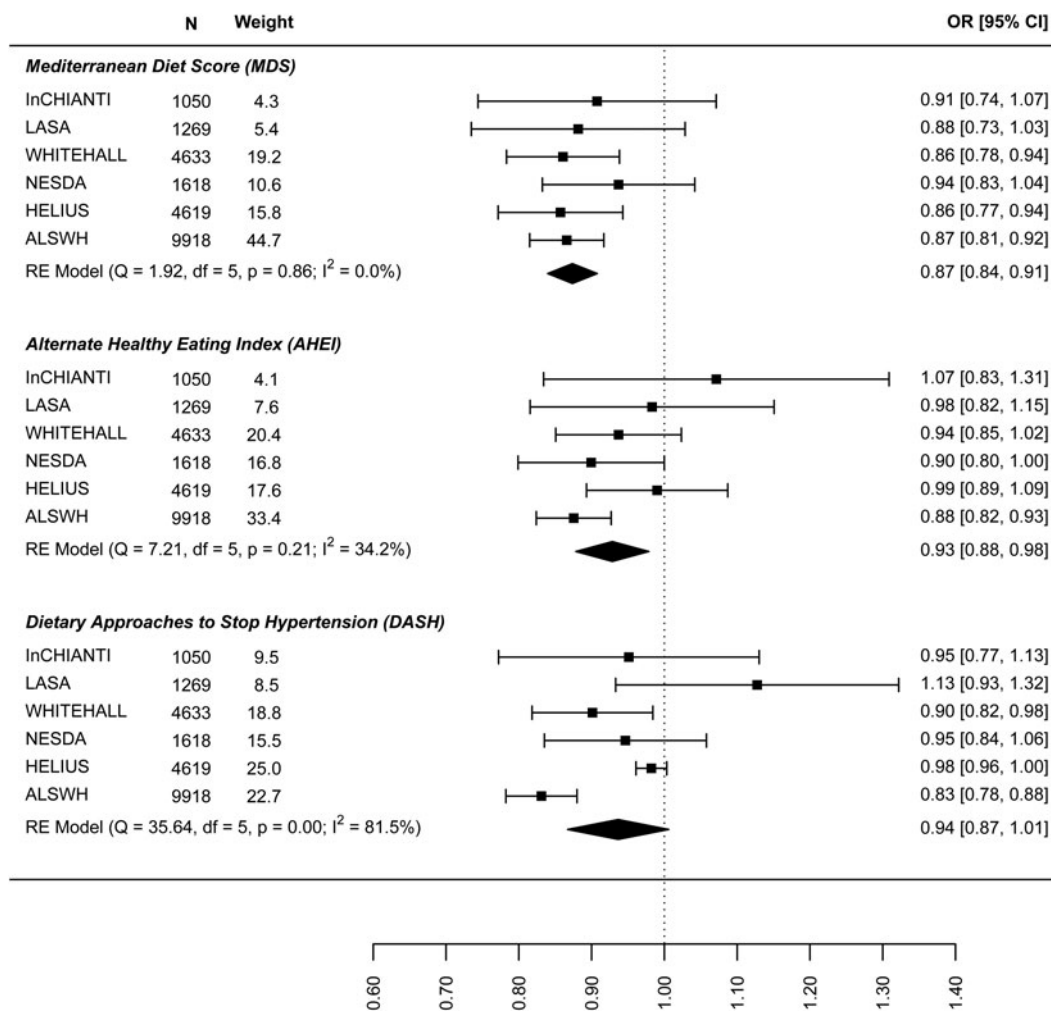 N Weight OR [95% CI]
Mediterranean Diet Score (MDS)
InCHIANTI 1050 4.3 0.91 [0.74, 1.07]
LASA 1269 5.4 0.88 [0.73, 1.03]
WHITEHALL 4633 19.2 0.86 [0.78, 0.94]
NESDA 1618 10.6 0.94 [0.83, 1.04]
HELIUS 4619 15.8 0.86 [0.77, 0.94]
ALSWH 9918 44.7 0.87 [0.81, 0.92]
RE Model (Q = 1.92, df = 5, p = 0.86; I² = 0.0%) 0.87 [0.84, 0.91]
Alternate Healthy Eating Index (AHEI)
InCHIANTI 1050 4.1 1.07 [0.83, 1.31]
LASA 1269 7.6 0.98 [0.82, 1.15]
WHITEHALL 4633 20.4 0.94 [0.85, 1.02]
NESDA 1618 16.8 0.90 [0.80, 1.00]
HELIUS 4619 17.6 0.99 [0.89, 1.09]
ALSWH 9918 33.4 0.88 [0.82, 0.93]
RE Model (Q = 7.21, df = 5, p = 0.21; I² = 34.2%) 0.93 [0.88, 0.98]
Dietary Approaches to Stop Hypertension (DASH)
InCHIANTI 1050 9.5 0.95 [0.77, 1.13]
LASA 1269 8.5 1.13 [0.93, 1.32]
WHITEHALL 4633 18.8 0.90 [0.82, 0.98]
NESDA 1618 15.5 0.95 [0.84, 1.06]
HELIUS 4619 25.0 0.98 [0.96, 1.00]
ALSWH 9918 22.7 0.83 [0.78, 0.88]
RE Model (Q = 35.64, df = 5, p = 0.00; I² = 81.5%) 0.94 [0.87, 1.01]
0.60 0.70 0.80 0.90 1.00 1.10 1.20 1.30 1.40